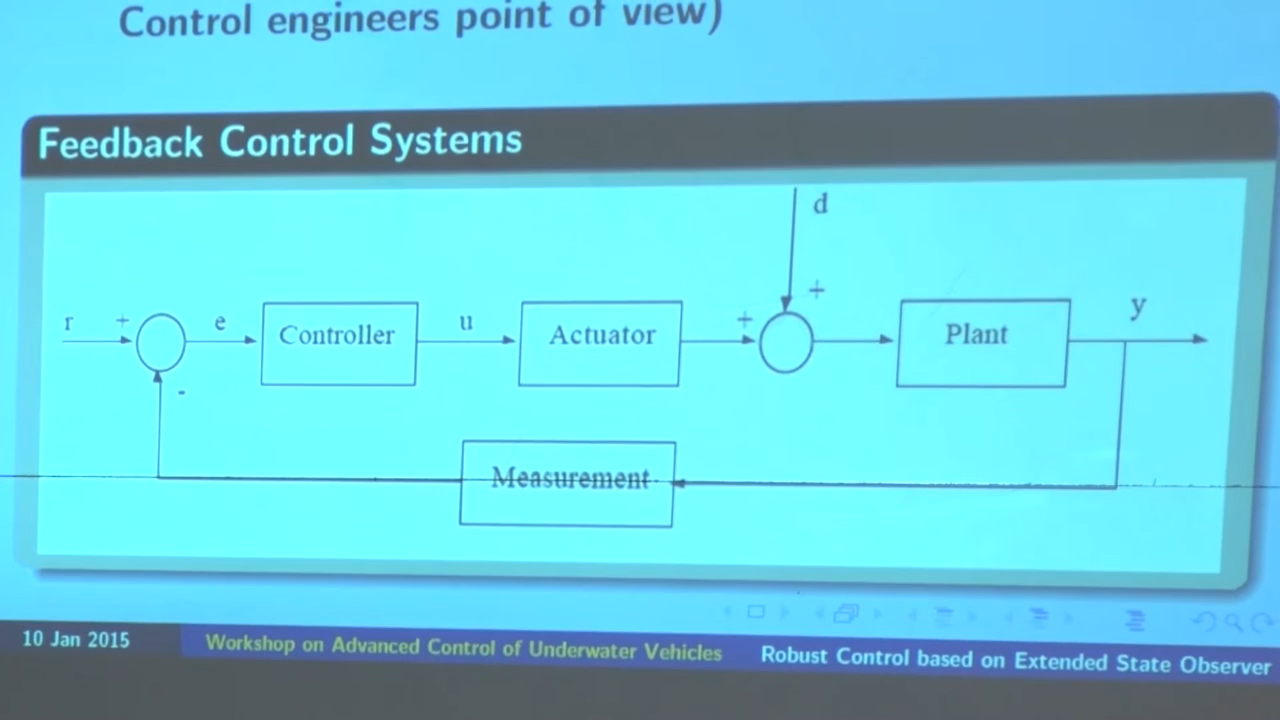 Control engineers point of view)
Feedback Control Systems
d
+
r + e Controller u Actuator + Plant y
-
Measurement
10 Jan 2015 Workshop on Advanced Control of Underwater Vehicles Robust Control based on Extended State Observer